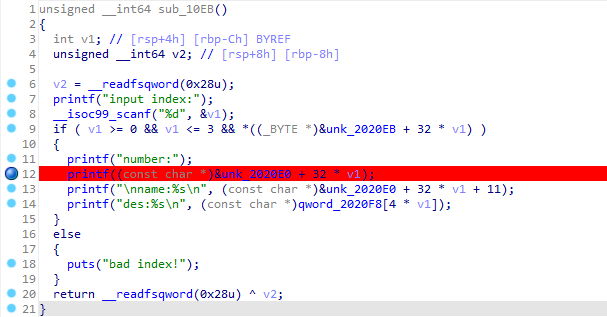 1 unsigned __int64 sub_10EB()
2 {
3 int v1; // [rsp+4h] [rbp-Ch] BYREF
4 unsigned __int64 v2; // [rsp+8h] [rbp-8h]
5
6 v2 = __readfsqword(0x28u);
7 printf("input index:");
8 __isoc99_scanf("%d", &v1);
9 if ( v1 >= 0 && v1 <= 3 && *((_BYTE *)&unk_2020EB + 32 * v1) )
10 {
11 printf("number:");
12 printf((const char *)&unk_2020E0 + 32 * v1);
13 printf("\nname:%s\n", (const char *)&unk_2020E0 + 32 * v1 + 11);
14 printf("des:%s\n", (const char *)qword_2020F8[4 * v1]);
15 }
16 else
17 {
18 puts("bad index!");
19 }
20 return __readfsqword(0x28u) ^ v2;
21 }